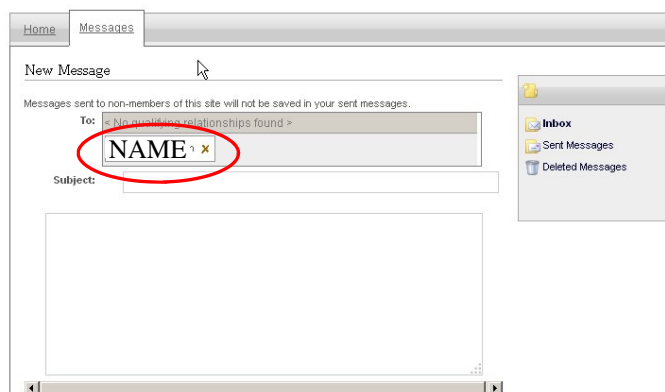 Home Messages
New Message
Messages sent to non-members of this site will not be saved in your sent messages.
To: < No qualifying relationships found >
NAME
Subject:
Inbox
Sent Messages
Deleted Messages